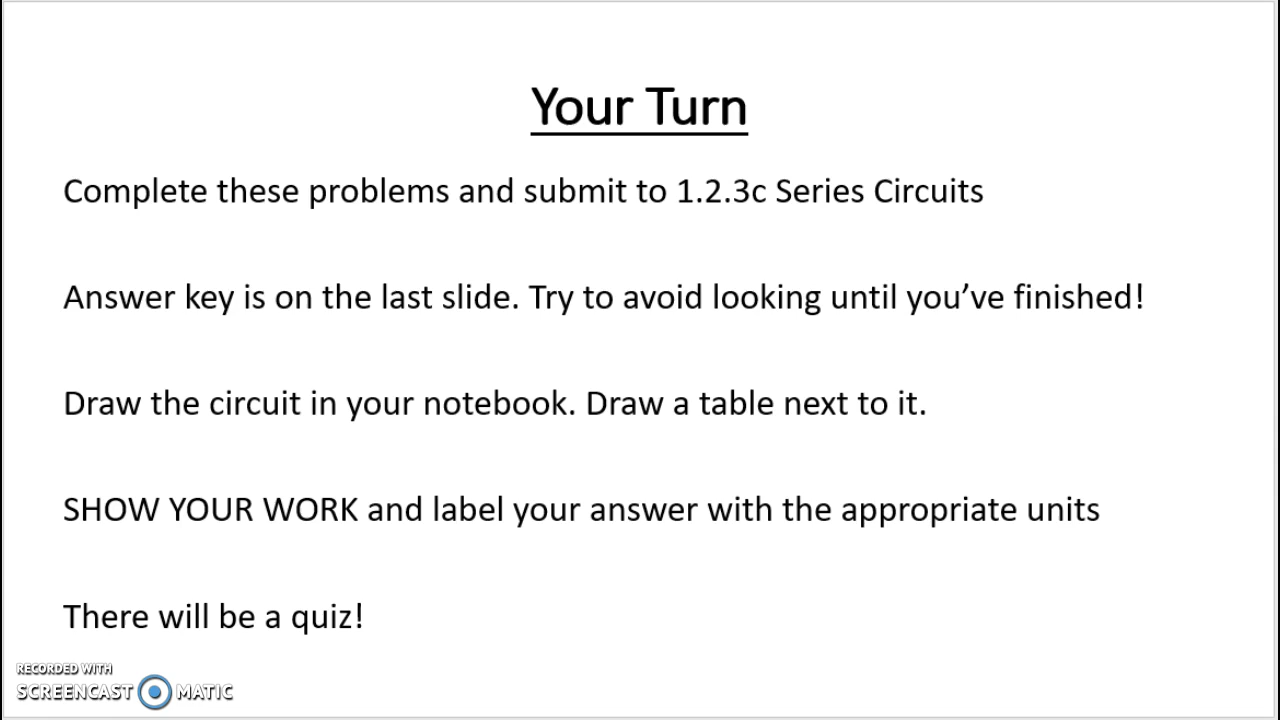 Your Turn
Complete these problems and submit to 1.2.3c Series Circuits
Answer key is on the last slide. Try to avoid looking until you’ve finished!
Draw the circuit in your notebook. Draw a table next to it.
SHOW YOUR WORK and label your answer with the appropriate units
There will be a quiz!
RECORDED WITH
SCREENCAST MATIC